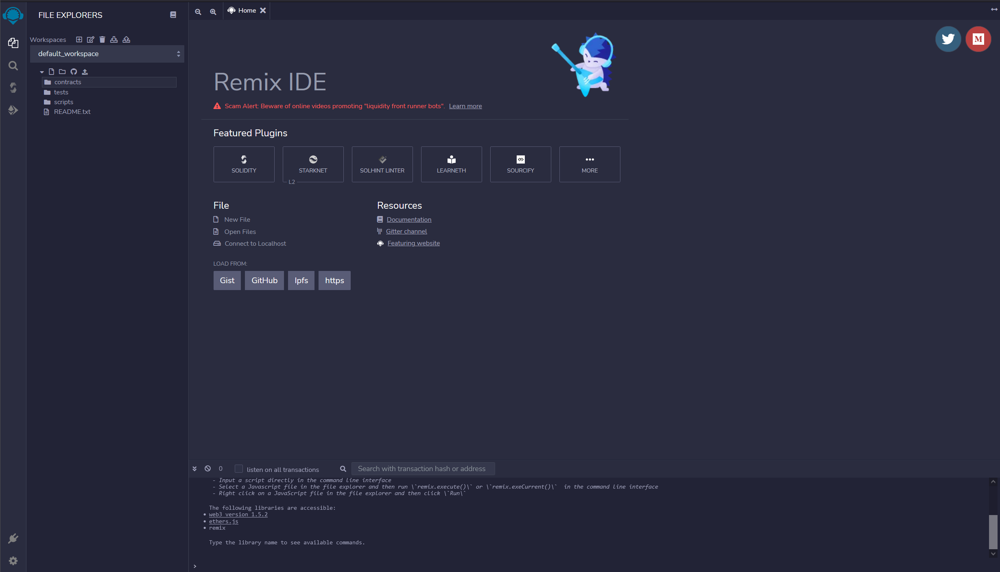 FILE EXPLORERS
Workspaces
default_workspace
contracts
tests
scripts
README.txt
Home
Remix IDE
Scam Alert: Beware of online videos promoting "liquidity front runner bots". Learn more
Featured Plugins
SOLIDITY
STARKNET
L2
SOLHINT LINTER
LEARNETH
SOURCIFY
MORE
File
New File
Open Files
Connect to Localhost
LOAD FROM:
Gist GitHub Ipfs https
Resources
Documentation
Gitter channel
Featuring website
M
0 listen on all transactions Search with transaction hash or address
- Input a script directly in the command line interface
- Select a Javascript file in the file explorer and then run \`remix.execute()\` or \`remix.exeCurrent()\`  in the command line interface
- Right click on a JavaScript file in the file explorer and then click \`Run\`
The following libraries are accessible:
• web3 version 1.5.2
• ethers.js
• remix
Type the library name to see available commands.
>